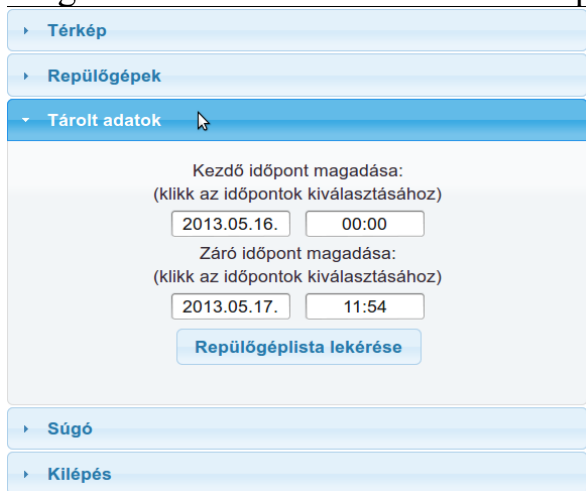 Térkép
Repülőgépek
Tárolt adatok
Kezdő időpont magadása:
(klikk az időpontok kiválasztásához)
2013.05.16. 00:00
Záró időpont magadása:
(klikk az időpontok kiválasztásához)
2013.05.17. 11:54
Repülőgéplista lekérése
Súgó
Kilépés